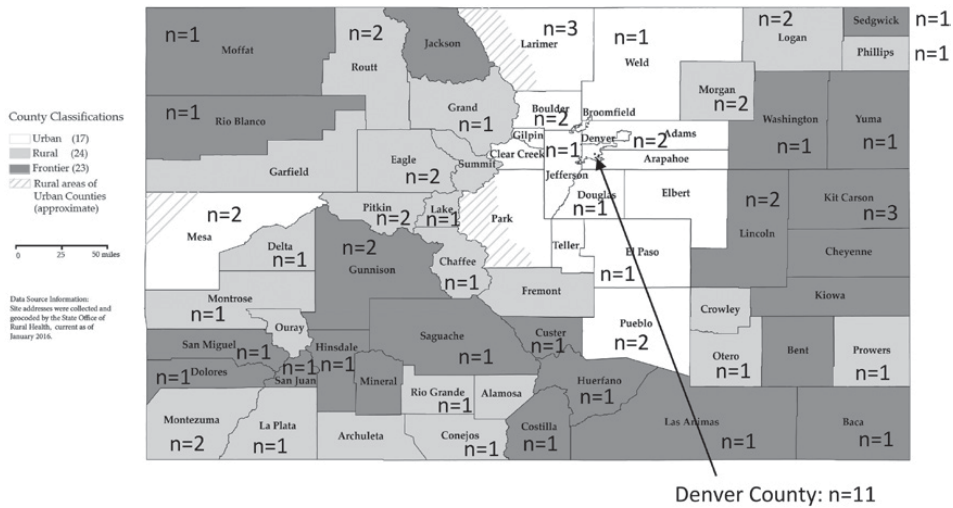 County Classifications
Urban (17)
Rural (24)
Frontier (23)
Rural areas of
Urban Counties
(approximate)
0 25 50 miles
Data Source Information:
Site addresses were collected and
geocoded by the State Office of
Rural Health, current as of
January 2016.
n=1
Moffat
n=2
Routt
Jackson
n=3
Larimer
n=1
Weld
n=2
Logan
Sedgwick
n=1
Phillips
n=1
n=1
Rio Blanco
Grand
n=1
Boulder
n=2
Broomfield
Morgan
n=2
Washington
n=1
Yuma
n=1
Garfield
Eagle
n=2
Summit
Gilpin
Clear Creek
n=1
Jefferson
Denver
n=2
Adams
Arapahoe
n=2
Mesa
Pitkin
n=2
Lake
n=1
Park
Douglas
n=1
Elbert
n=2
Lincoln
Kit Carson
n=3
Delta
n=1
n=2
Gunnison
Chaffee
n=1
Teller
El Paso
n=1
Cheyenne
Montrose
n=1
Ouray
Fremont
Crowley
Kiowa
San Miguel
n=1
Hinsdale
n=1
Saguache
n=1
Custer
n=1
Pueblo
n=2
Otero
n=1
Bent
Prowers
n=1
n=1
Dolores
n=1
San Juan
Mineral
Rio Grande
n=1
Alamosa
Huerfano
n=1
Montezuma
n=2
La Plata
n=1
Archuleta
Conejos
n=1
Costilla
n=1
Las Animas
n=1
Baca
n=1
Denver County: n=11